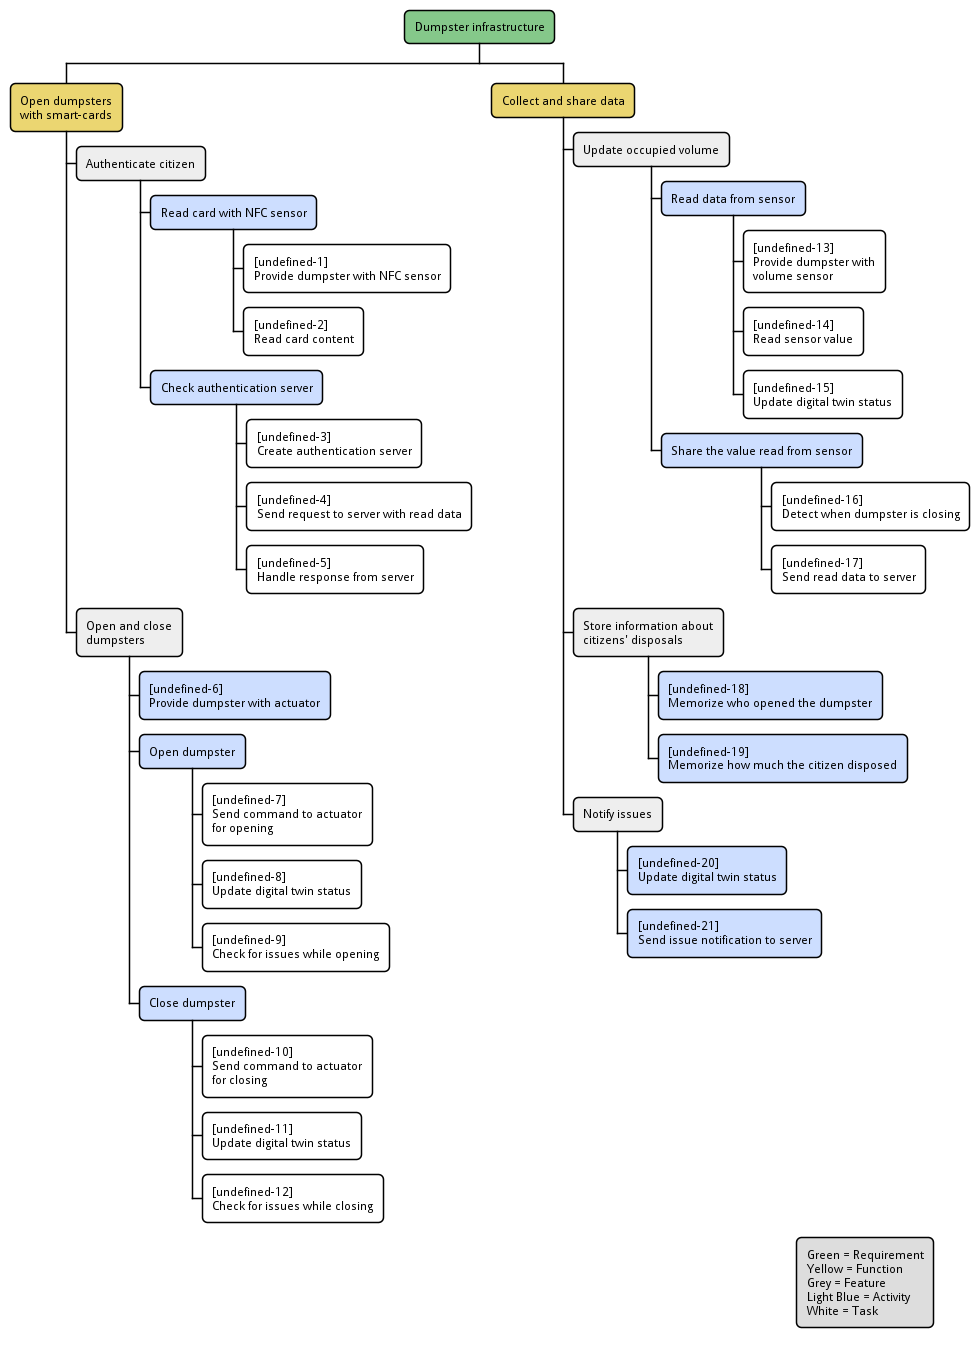 Dumpster infrastructure
Open dumpsters
with smart-cards
Authenticate citizen
Read card with NFC sensor
[undefined-1]
Provide dumpster with NFC sensor
[undefined-2]
Read card content
Check authentication server
[undefined-3]
Create authentication server
[undefined-4]
Send request to server with read data
[undefined-5]
Handle response from server
Open and close
dumpsters
[undefined-6]
Provide dumpster with actuator
Open dumpster
[undefined-7]
Send command to actuator
for opening
[undefined-8]
Update digital twin status
[undefined-9]
Check for issues while opening
Close dumpster
[undefined-10]
Send command to actuator
for closing
[undefined-11]
Update digital twin status
[undefined-12]
Check for issues while closing
Collect and share data
Update occupied volume
Read data from sensor
[undefined-13]
Provide dumpster with
volume sensor
[undefined-14]
Read sensor value
[undefined-15]
Update digital twin status
Share the value read from sensor
[undefined-16]
Detect when dumpster is closing
[undefined-17]
Send read data to server
Store information about
citizens' disposals
[undefined-18]
Memorize who opened the dumpster
[undefined-19]
Memorize how much the citizen disposed
Notify issues
[undefined-20]
Update digital twin status
[undefined-21]
Send issue notification to server
Green = Requirement
Yellow = Function
Grey = Feature
Light Blue = Activity
White = Task